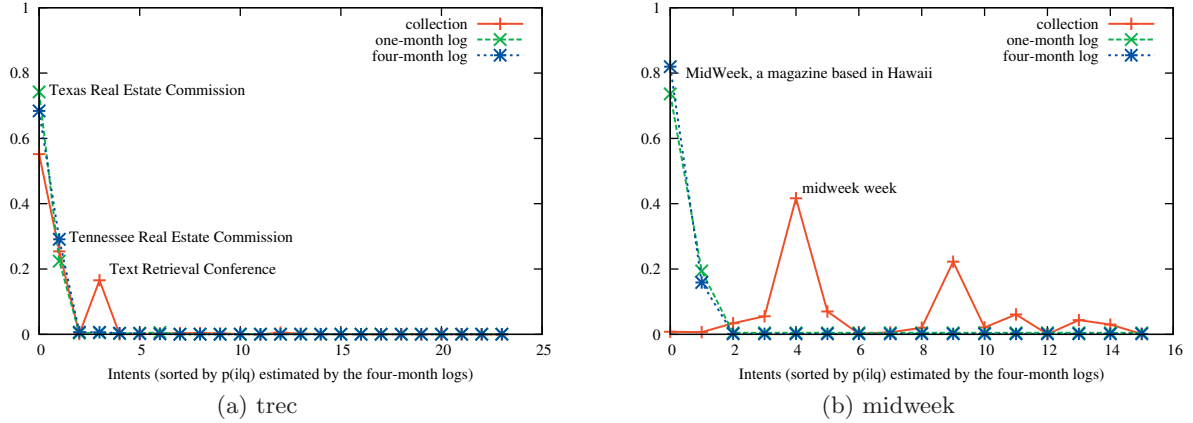 1
0.8
0.6
0.4
0.2
0
collection
one-month log
four-month log
Texas Real Estate Commission
Tennessee Real Estate Commission
Text Retrieval Conference
0 5 10 15 20 25
Intents (sorted by p(i|q) estimated by the four-month logs)
(a) trec
1
0.8
0.6
0.4
0.2
0
collection
one-month log
four-month log
MidWeek, a magazine based in Hawaii
midweek week
0 2 4 6 8 10 12 14 16
Intents (sorted by p(i|q) estimated by the four-month logs)
(b) midweek